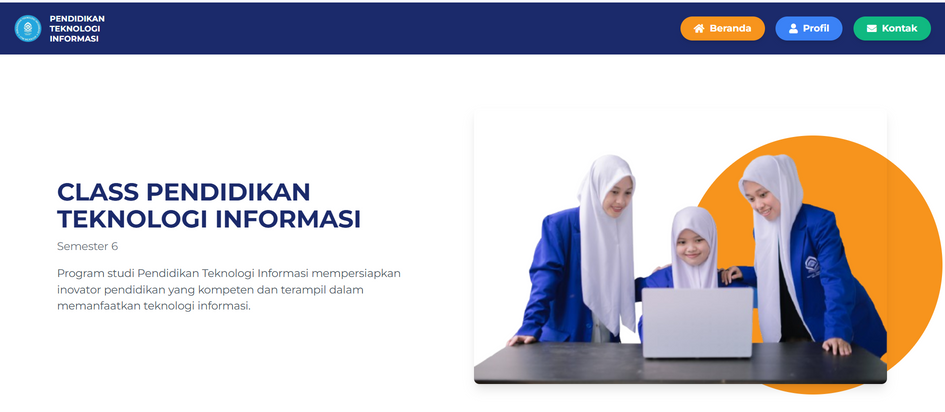 PENDIDIKAN
TEKNOLOGI
INFORMASI
Beranda
Profil
Kontak
CLASS PENDIDIKAN
TEKNOLOGI INFORMASI
Semester 6
Program studi Pendidikan Teknologi Informasi mempersiapkan
inovator pendidikan yang kompeten dan terampil dalam
memanfaatkan teknologi informasi.